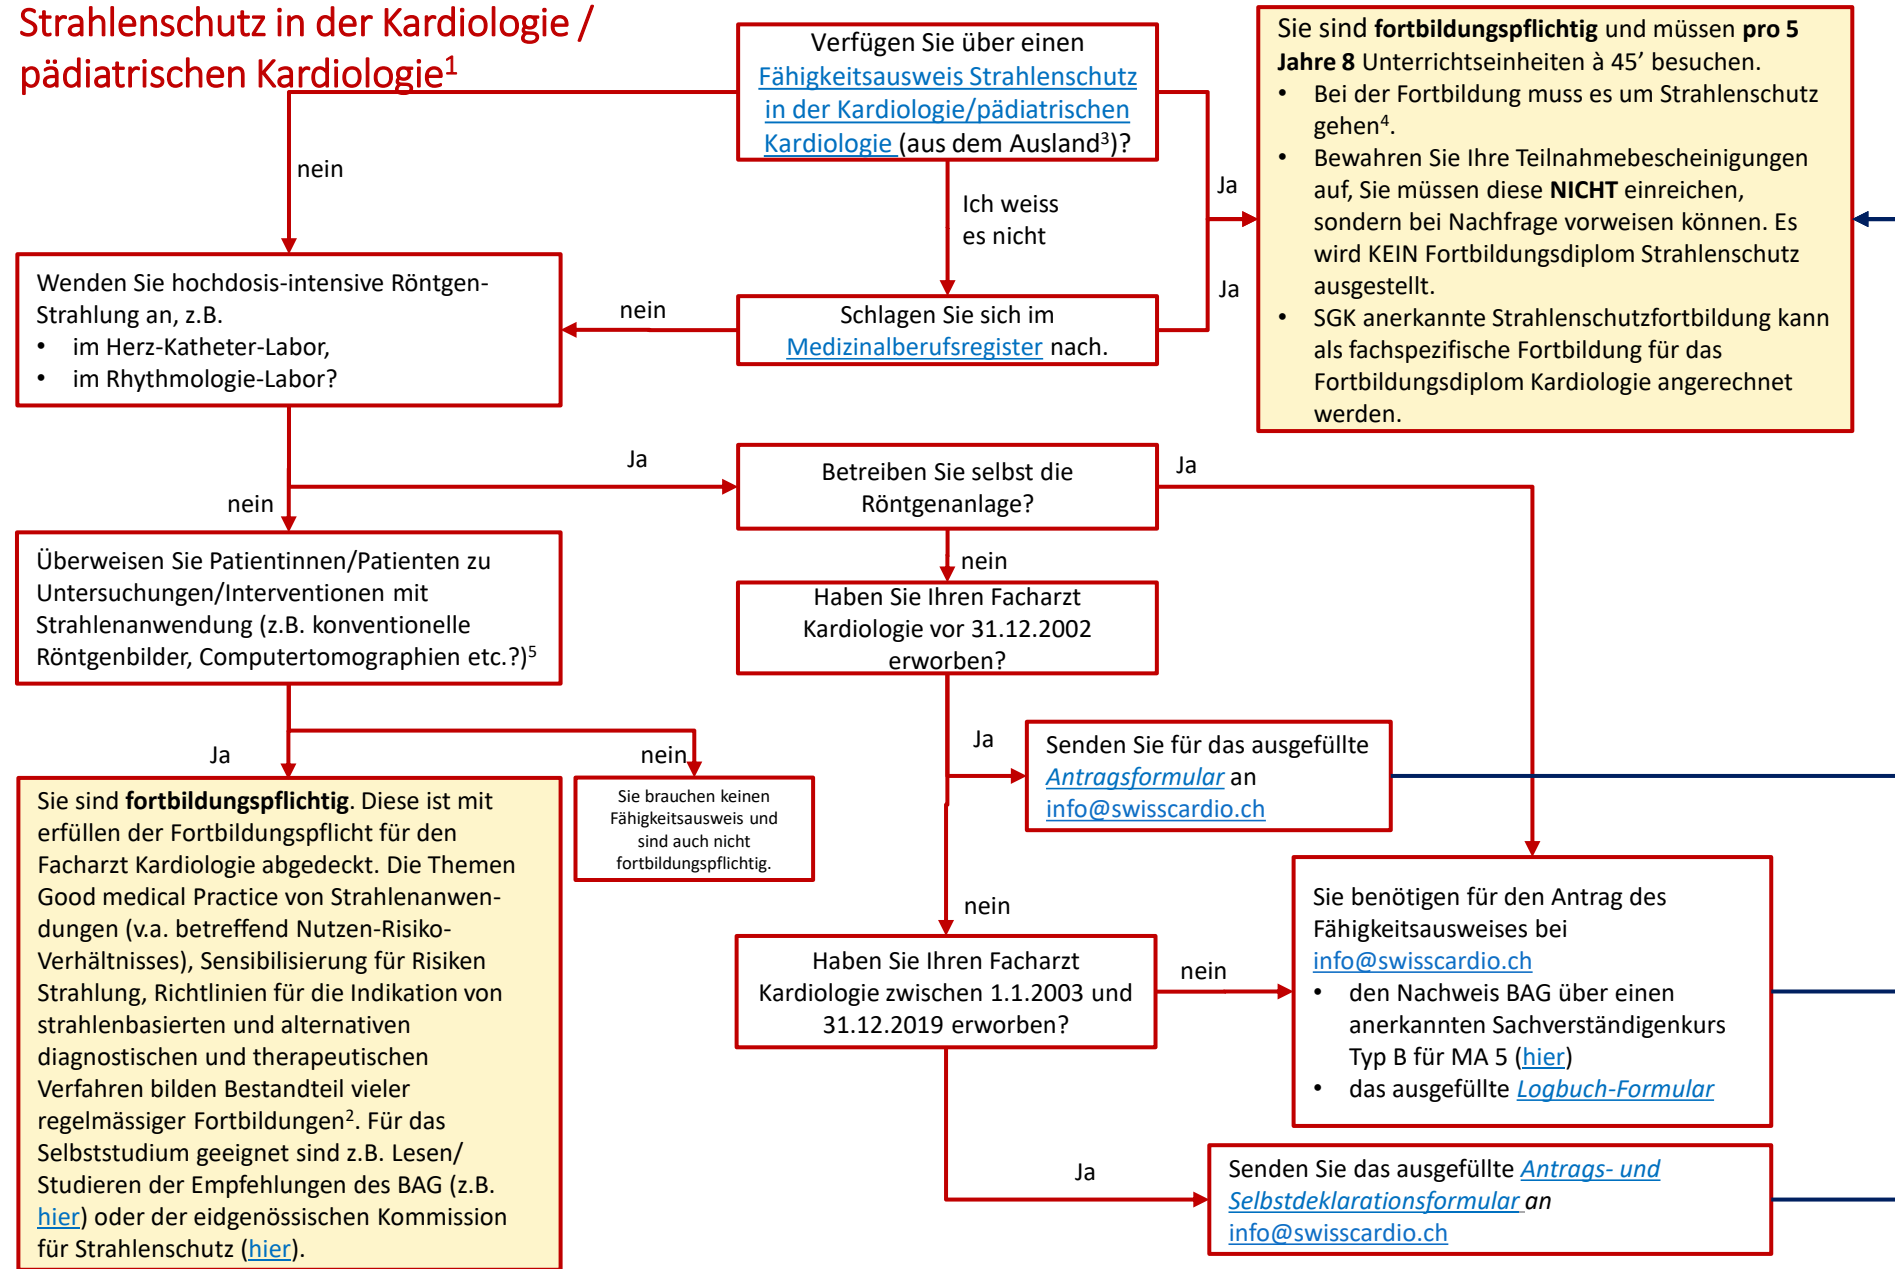 Strahlenschutz in der Kardiologie /
pädiatrischen Kardiologie¹
Verfügen Sie über einen
Fähigkeitsausweis Strahlenschutz
in der Kardiologie/pädiatrischen
Kardiologie (aus dem Ausland³)?
Sie sind fortbildungspflichtig und müssen pro 5
Jahre 8 Unterrichtseinheiten à 45’ besuchen.
• Bei der Fortbildung muss es um Strahlenschutz
gehen⁴.
• Bewahren Sie Ihre Teilnahmebescheinigungen
auf, Sie müssen diese NICHT einreichen,
sondern bei Nachfrage vorweisen können. Es
wird KEIN Fortbildungsdiplom Strahlenschutz
ausgestellt.
• SGK anerkannte Strahlenschutzfortbildung kann
als fachspezifische Fortbildung für das
Fortbildungsdiplom Kardiologie angerechnet
werden.
nein
Ich weiss
es nicht
Ja
Ja
Wenden Sie hochdosis-intensive Röntgen-
Strahlung an, z.B.
• im Herz-Katheter-Labor,
• im Rhythmologie-Labor?
nein
Schlagen Sie sich im
Medizinalberufsregister nach.
Ja
nein
Betreiben Sie selbst die
Röntgenanlage?
Ja
nein
Überweisen Sie Patientinnen/Patienten zu
Untersuchungen/Interventionen mit
Strahlenanwendung (z.B. konventionelle
Röntgenbilder, Computertomographien etc.?)⁵
Haben Sie Ihren Facharzt
Kardiologie vor 31.12.2002
erworben?
Ja
nein
Ja
Senden Sie für das ausgefüllte
Antragsformular an
info@swisscardio.ch
Sie sind fortbildungspflichtig. Diese ist mit
erfüllen der Fortbildungspflicht für den
Facharzt Kardiologie abgedeckt. Die Themen
Good medical Practice von Strahlenanwen-
dungen (v.a. betreffend Nutzen-Risiko-
Verhältnisses), Sensibilisierung für Risiken
Strahlung, Richtlinien für die Indikation von
strahlenbasierten und alternativen
diagnostischen und therapeutischen
Verfahren bilden Bestandteil vieler
regelmässiger Fortbildungen². Für das
Selbststudium geeignet sind z.B. Lesen/
Studieren der Empfehlungen des BAG (z.B.
hier) oder der eidgenössischen Kommission
für Strahlenschutz (hier).
Sie brauchen keinen
Fähigkeitsausweis und
sind auch nicht
fortbildungspflichtig.
nein
Haben Sie Ihren Facharzt
Kardiologie zwischen 1.1.2003 und
31.12.2019 erworben?
nein
Sie benötigen für den Antrag des
Fähigkeitsausweises bei
info@swisscardio.ch
• den Nachweis BAG über einen
anerkannten Sachverständigenkurs
Typ B für MA 5 (hier)
• das ausgefüllte Logbuch-Formular
Ja
Senden Sie das ausgefüllte Antrags- und
Selbstdeklarationsformular an
info@swisscardio.ch